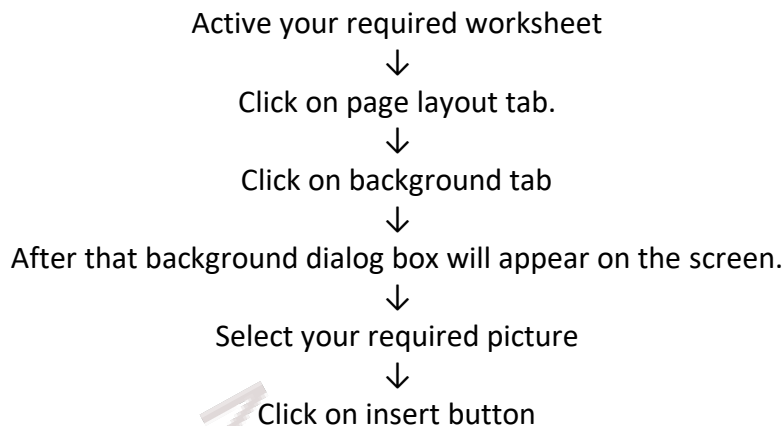 Active your required worksheet
↓
Click on page layout tab.
↓
Click on background tab
↓
After that background dialog box will appear on the screen.
↓
Select your required picture
↓
Click on insert button